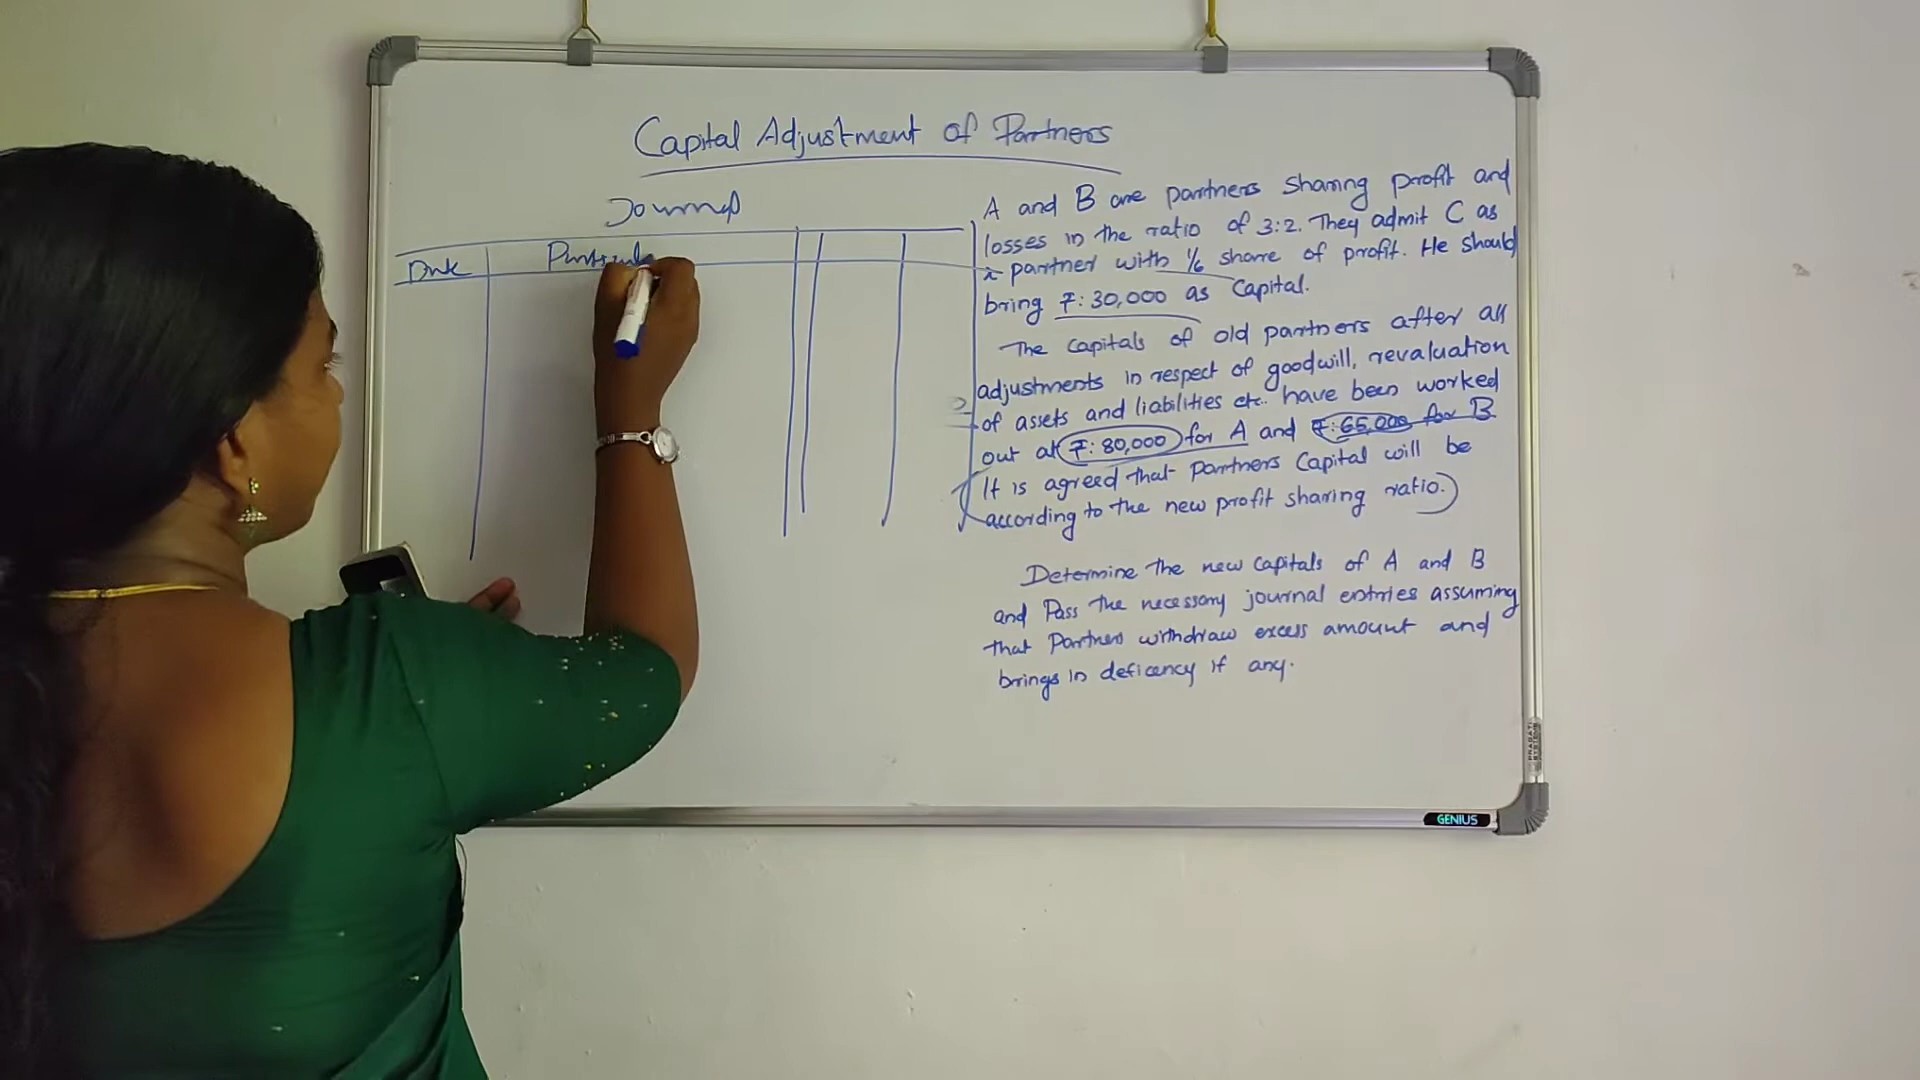 Capital Adjustment of Partners
Journal
Date
A and B are partners sharing profit and
losses in the ratio of 3:2. They admit C as
a partner with 1/6 share of profit. He should
bring ₹: 30,000 as Capital.
The capitals of old partners after all
adjustments in respect of goodwill, revaluation
of assets and liabilities etc. have been worked
out at ₹: 80,000 for A and ₹: 65,000 for B
It is agreed that partners Capital will be
according to the new profit sharing ratio.
Determine the new capitals of A and B
and Pass the necessary journal entries assuming
that Partners withdraw excess amount and
brings in deficency if any.
GENIUS